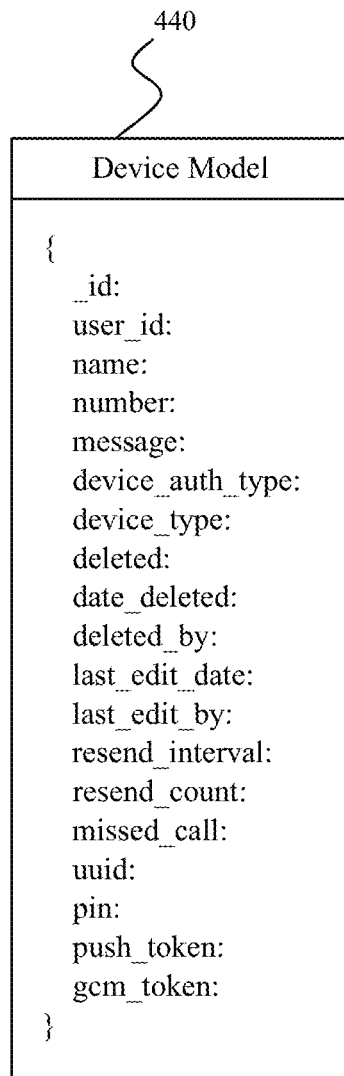 440
Device Model
{
_id:
user_id:
name:
number:
message:
device_auth_type:
device_type:
deleted:
date_deleted:
deleted_by:
last_edit_date:
last_edit_by:
resend_interval:
resend_count:
missed_call:
uuid:
pin:
push_token:
gcm_token:
}